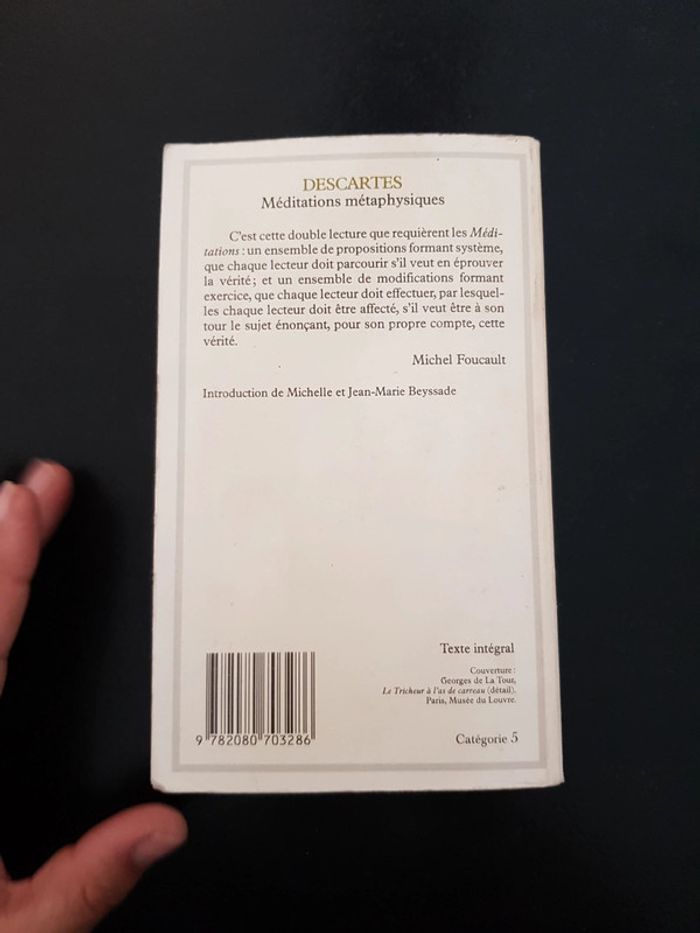 DESCARTES
Méditations métaphysiques
C'est cette double lecture que requièrent les Médi-
tations : un ensemble de propositions formant système,
que chaque lecteur doit parcourir s'il veut en éprouver
la vérité; et un ensemble de modifications formant
exercice, que chaque lecteur doit effectuer, par lesquel-
les chaque lecteur doit être affecté, s'il veut être à son
tour le sujet énonçant, pour son propre compte, cette
vérité.
Michel Foucault
Introduction de Michelle et Jean-Marie Beyssade
Texte intégral
Couverture :
Georges de La Tour,
Le Tricheur à l'as de carreau (détail).
Paris, Musée du Louvre.
9 782080 703286
Catégorie 5